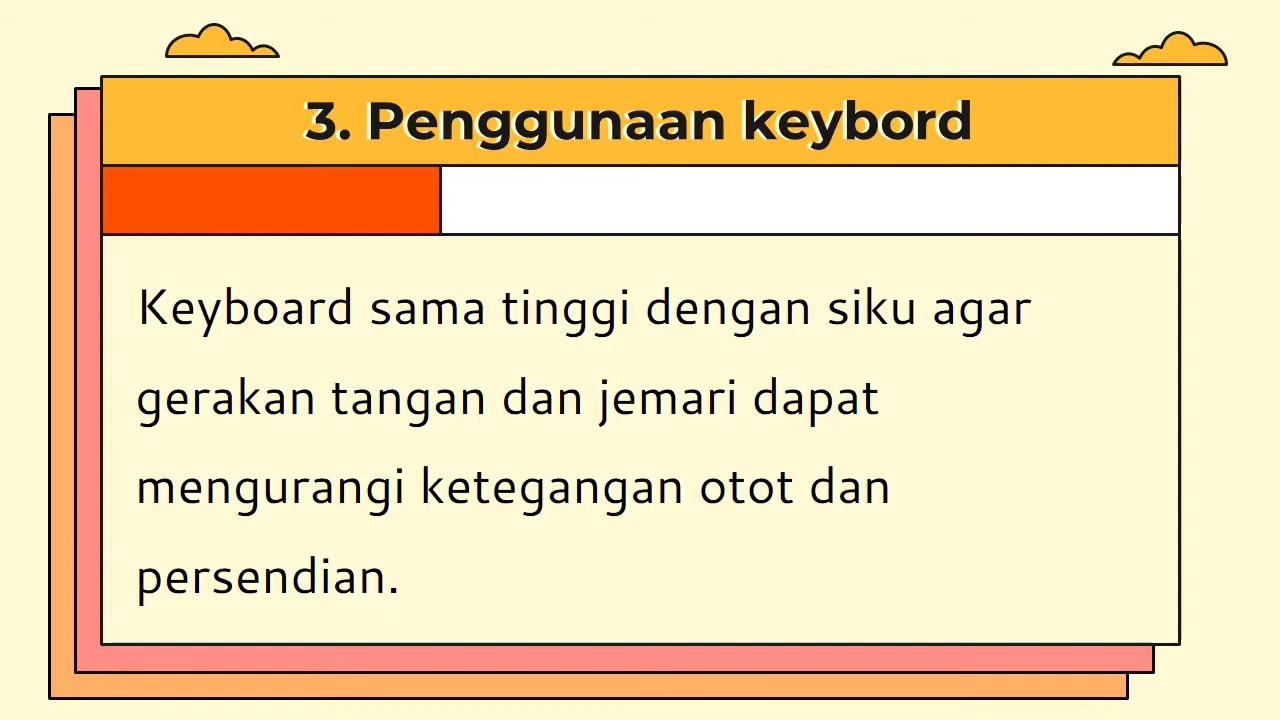 3. Penggunaan keybord
Keyboard sama tinggi dengan siku agar
gerakan tangan dan jemari dapat
mengurangi ketegangan otot dan
persendian.